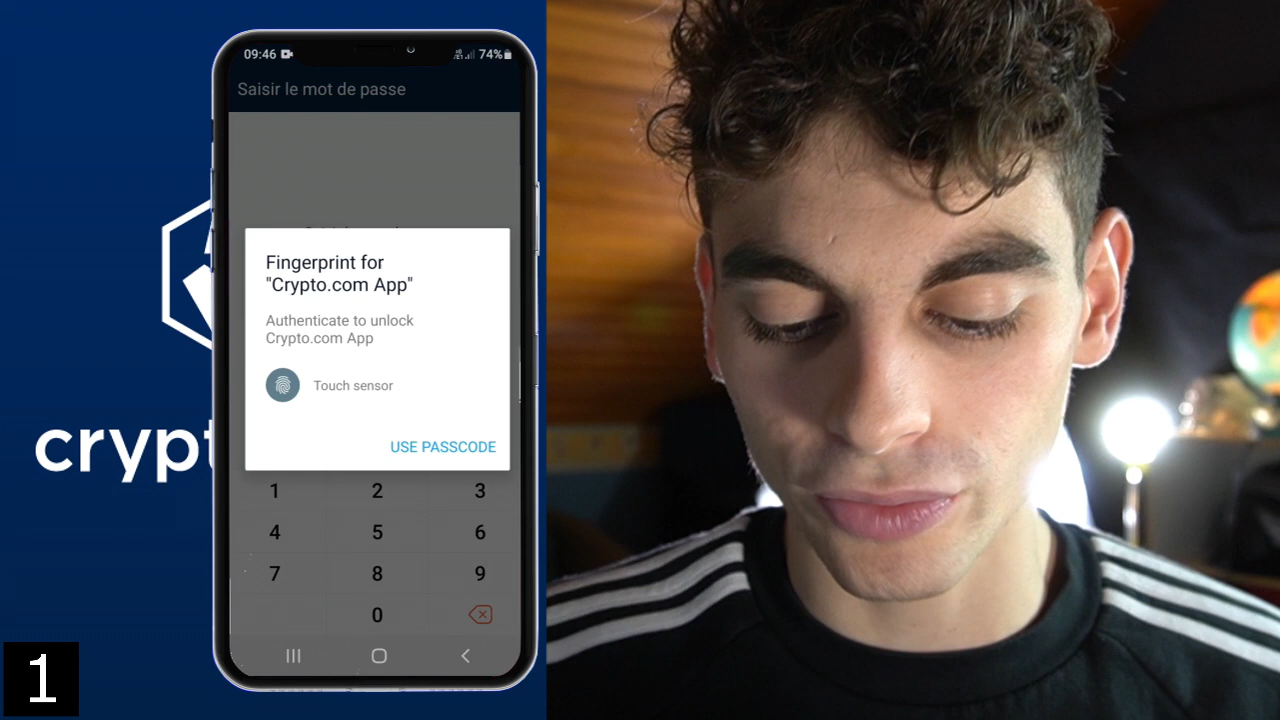 09:46
74%
Saisir le mot de passe
Fingerprint for
"Crypto.com App"
Authenticate to unlock
Crypto.com App
Touch sensor
USE PASSCODE
crypt
1 2 3
4 5 6
7 8 9
0
1